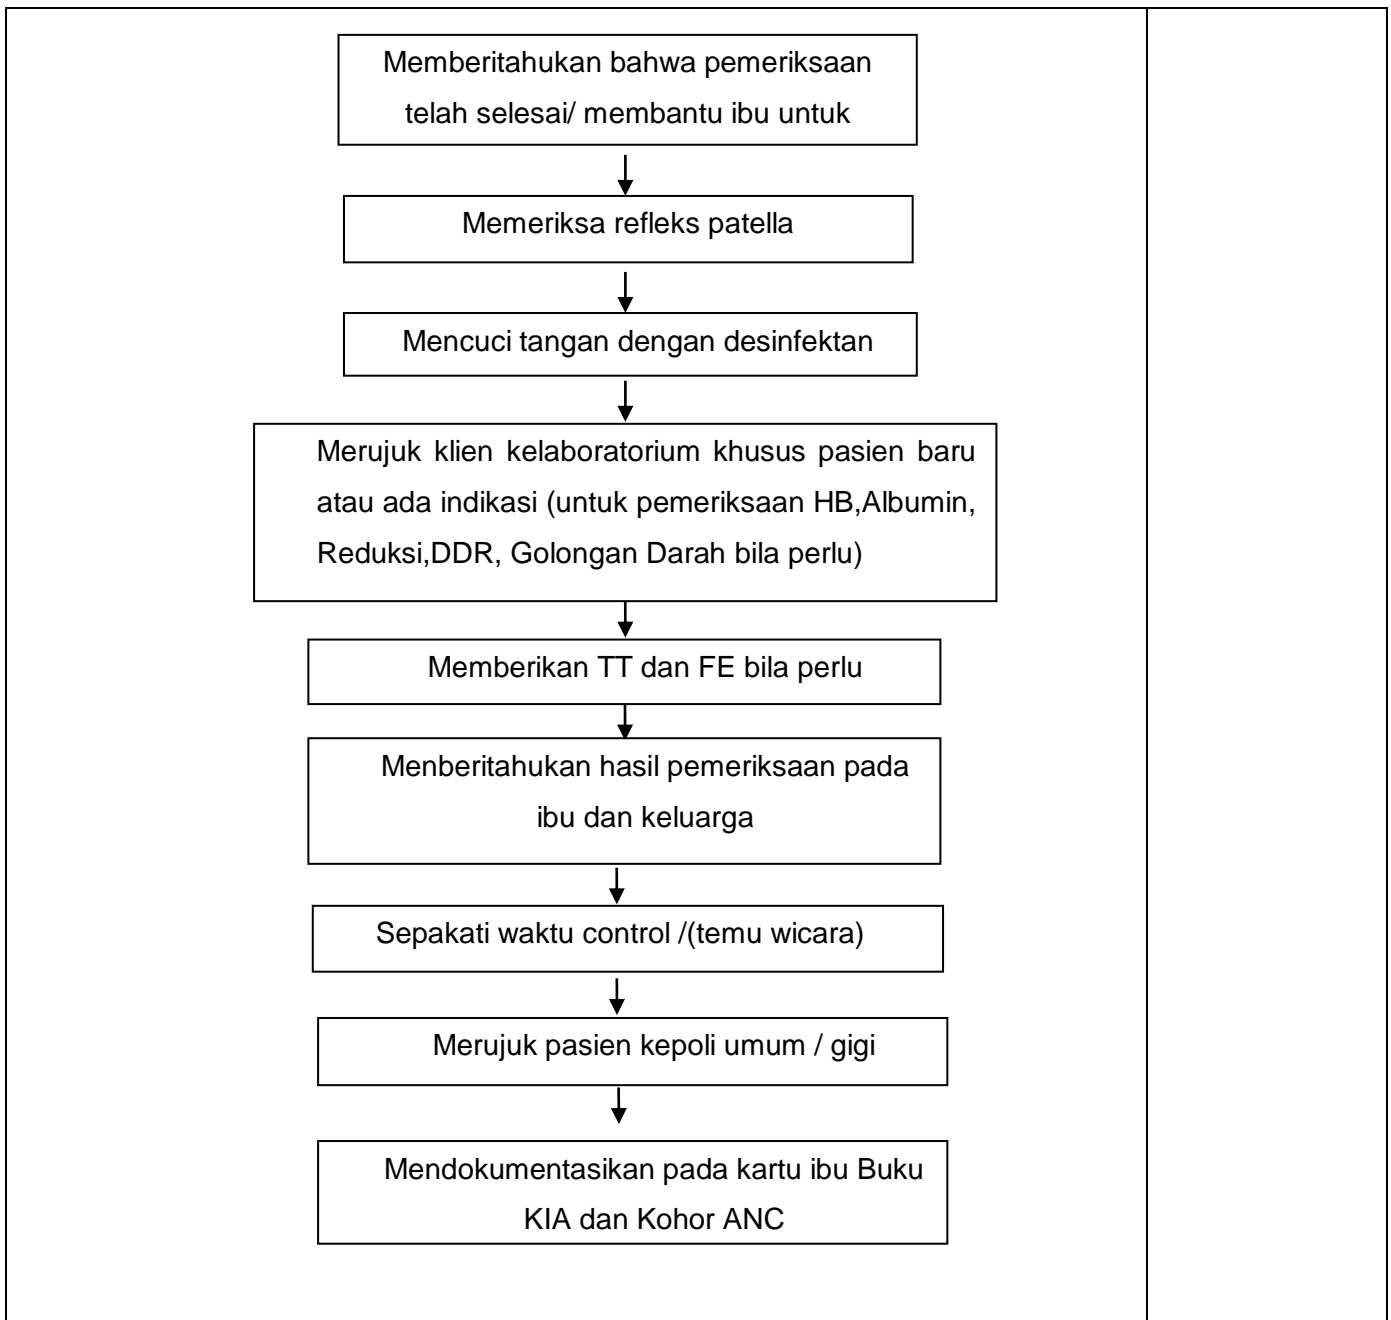 Memberitahukan bahwa pemeriksaan
telah selesai/ membantu ibu untuk
Memeriksa refleks patella
Mencuci tangan dengan desinfektan
Merujuk klien kelaboratorium khusus pasien baru
atau ada indikasi (untuk pemeriksaan HB,Albumin,
Reduksi,DDR, Golongan Darah bila perlu)
Memberikan TT dan FE bila perlu
Menberitahukan hasil pemeriksaan pada
ibu dan keluarga
Sepakati waktu control /(temu wicara)
Merujuk pasien kepoli umum / gigi
Mendokumentasikan pada kartu ibu Buku
KIA dan Kohor ANC